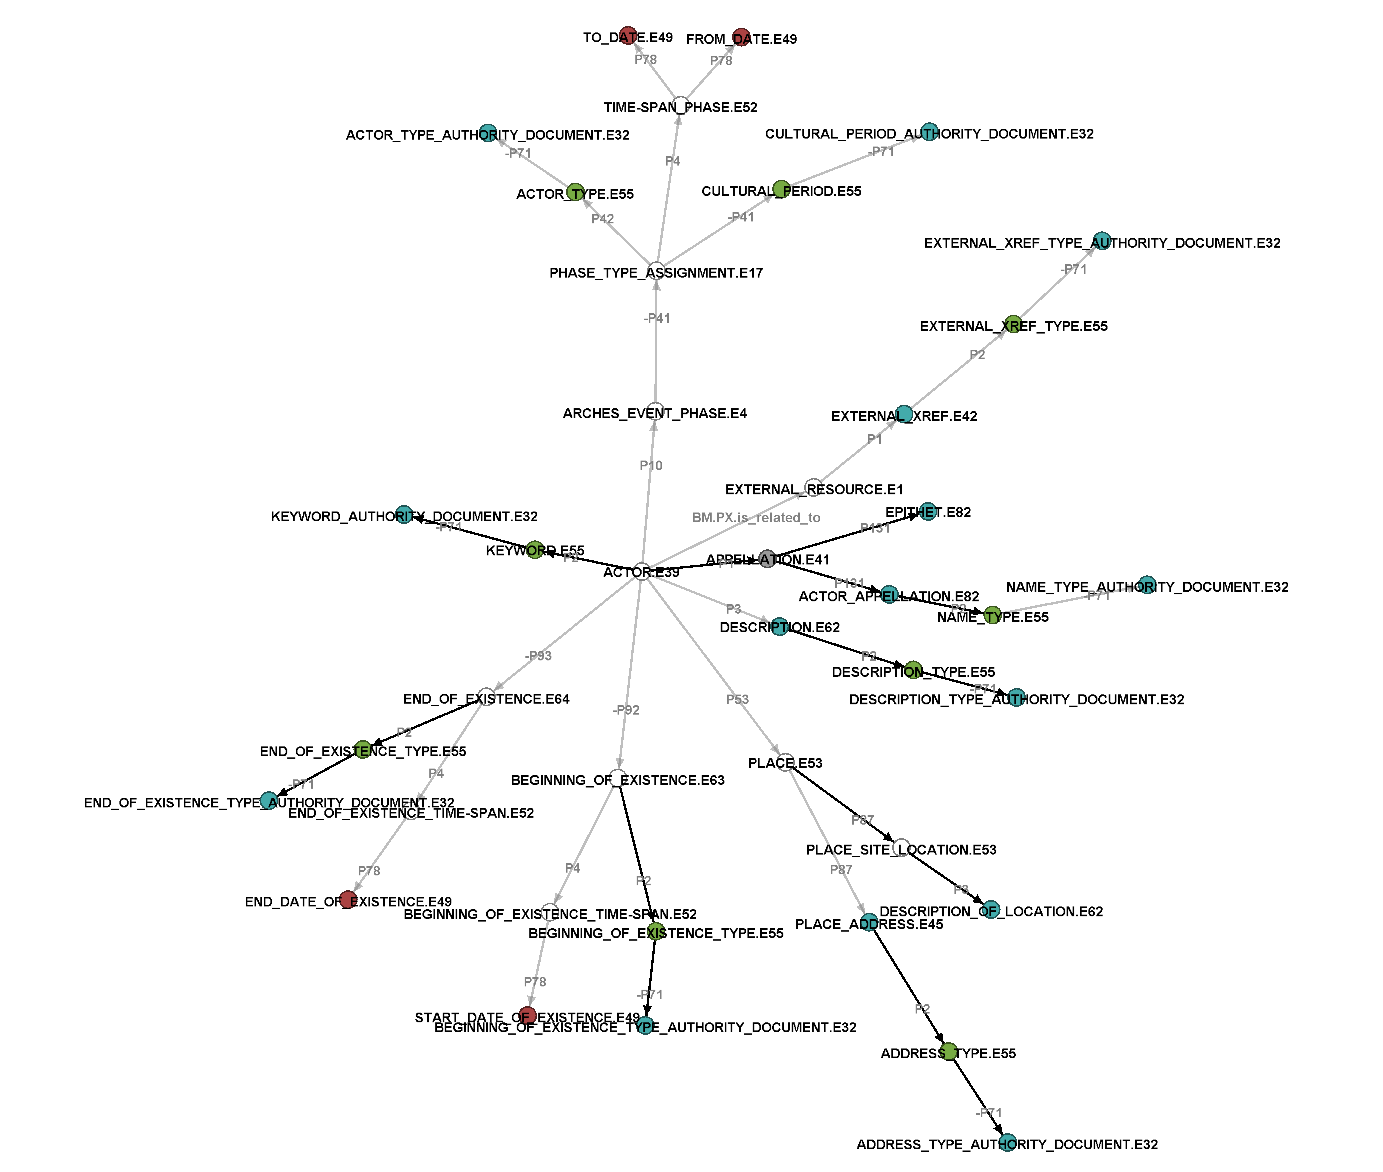 TO_DATE.E49
FROM_DATE.E49
P78
P78
TIME-SPAN_PHASE.E52
ACTOR_TYPE_AUTHORITY_DOCUMENT.E32
CULTURAL_PERIOD_AUTHORITY_DOCUMENT.E32
-P71
P4
-P71
ACTOR_TYPE.E55
CULTURAL_PERIOD.E55
P42
-P41
EXTERNAL_XREF_TYPE_AUTHORITY_DOCUMENT.E32
PHASE_TYPE_ASSIGNMENT.E17
-P71
-P41
EXTERNAL_XREF_TYPE.E55
P2
ARCHES_EVENT_PHASE.E4
EXTERNAL_XREF.E42
P1
P10
EXTERNAL_RESOURCE.E1
KEYWORD_AUTHORITY_DOCUMENT.E32
BM.PX.is_related_to
EPITHET.E82
-P71
P131
KEYWORD.E55
P2
ACTOR.E39
APPELLATION.E41
P131
NAME_TYPE_AUTHORITY_DOCUMENT.E32
ACTOR_APPELLATION.E82
P71
P3
P2
NAME_TYPE.E55
DESCRIPTION.E62
-P93
P2
DESCRIPTION_TYPE.E55
-P71
END_OF_EXISTENCE.E64
P53
DESCRIPTION_TYPE_AUTHORITY_DOCUMENT.E32
-P92
P2
END_OF_EXISTENCE_TYPE.E55
PLACE.E53
P4
BEGINNING_OF_EXISTENCE.E63
-P71
END_OF_EXISTENCE_TYPE_AUTHORITY_DOCUMENT.E32
END_OF_EXISTENCE_TIME-SPAN.E52
P87
PLACE_SITE_LOCATION.E53
P78
P4
P87
P2
P3
END_DATE_OF_EXISTENCE.E49
BEGINNING_OF_EXISTENCE_TIME-SPAN.E52
DESCRIPTION_OF_LOCATION.E62
PLACE_ADDRESS.E45
BEGINNING_OF_EXISTENCE_TYPE.E55
P78
-P71
P2
START_DATE_OF_EXISTENCE.E49
BEGINNING_OF_EXISTENCE_TYPE_AUTHORITY_DOCUMENT.E32
ADDRESS_TYPE.E55
-P71
ADDRESS_TYPE_AUTHORITY_DOCUMENT.E32